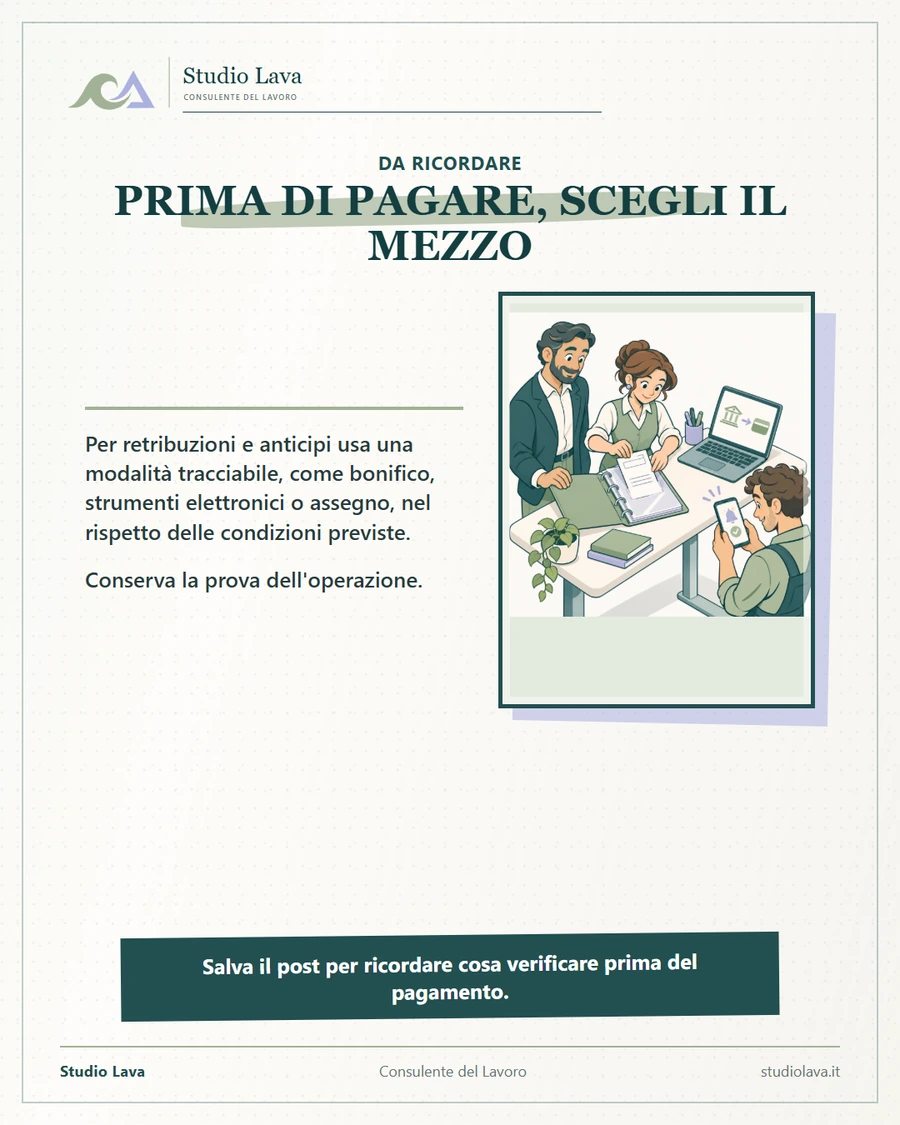 Studio Lava
CONSULENTE DEL LAVORO
DA RICORDARE
PRIMA DI PAGARE, SCEGLI IL
MEZZO
Per retribuzioni e anticipi usa una
modalità tracciabile, come bonifico,
strumenti elettronici o assegno, nel
rispetto delle condizioni previste.
Conserva la prova dell'operazione.
Salva il post per ricordare cosa verificare prima del
pagamento.
Studio Lava
Consulente del Lavoro
studiolava.it